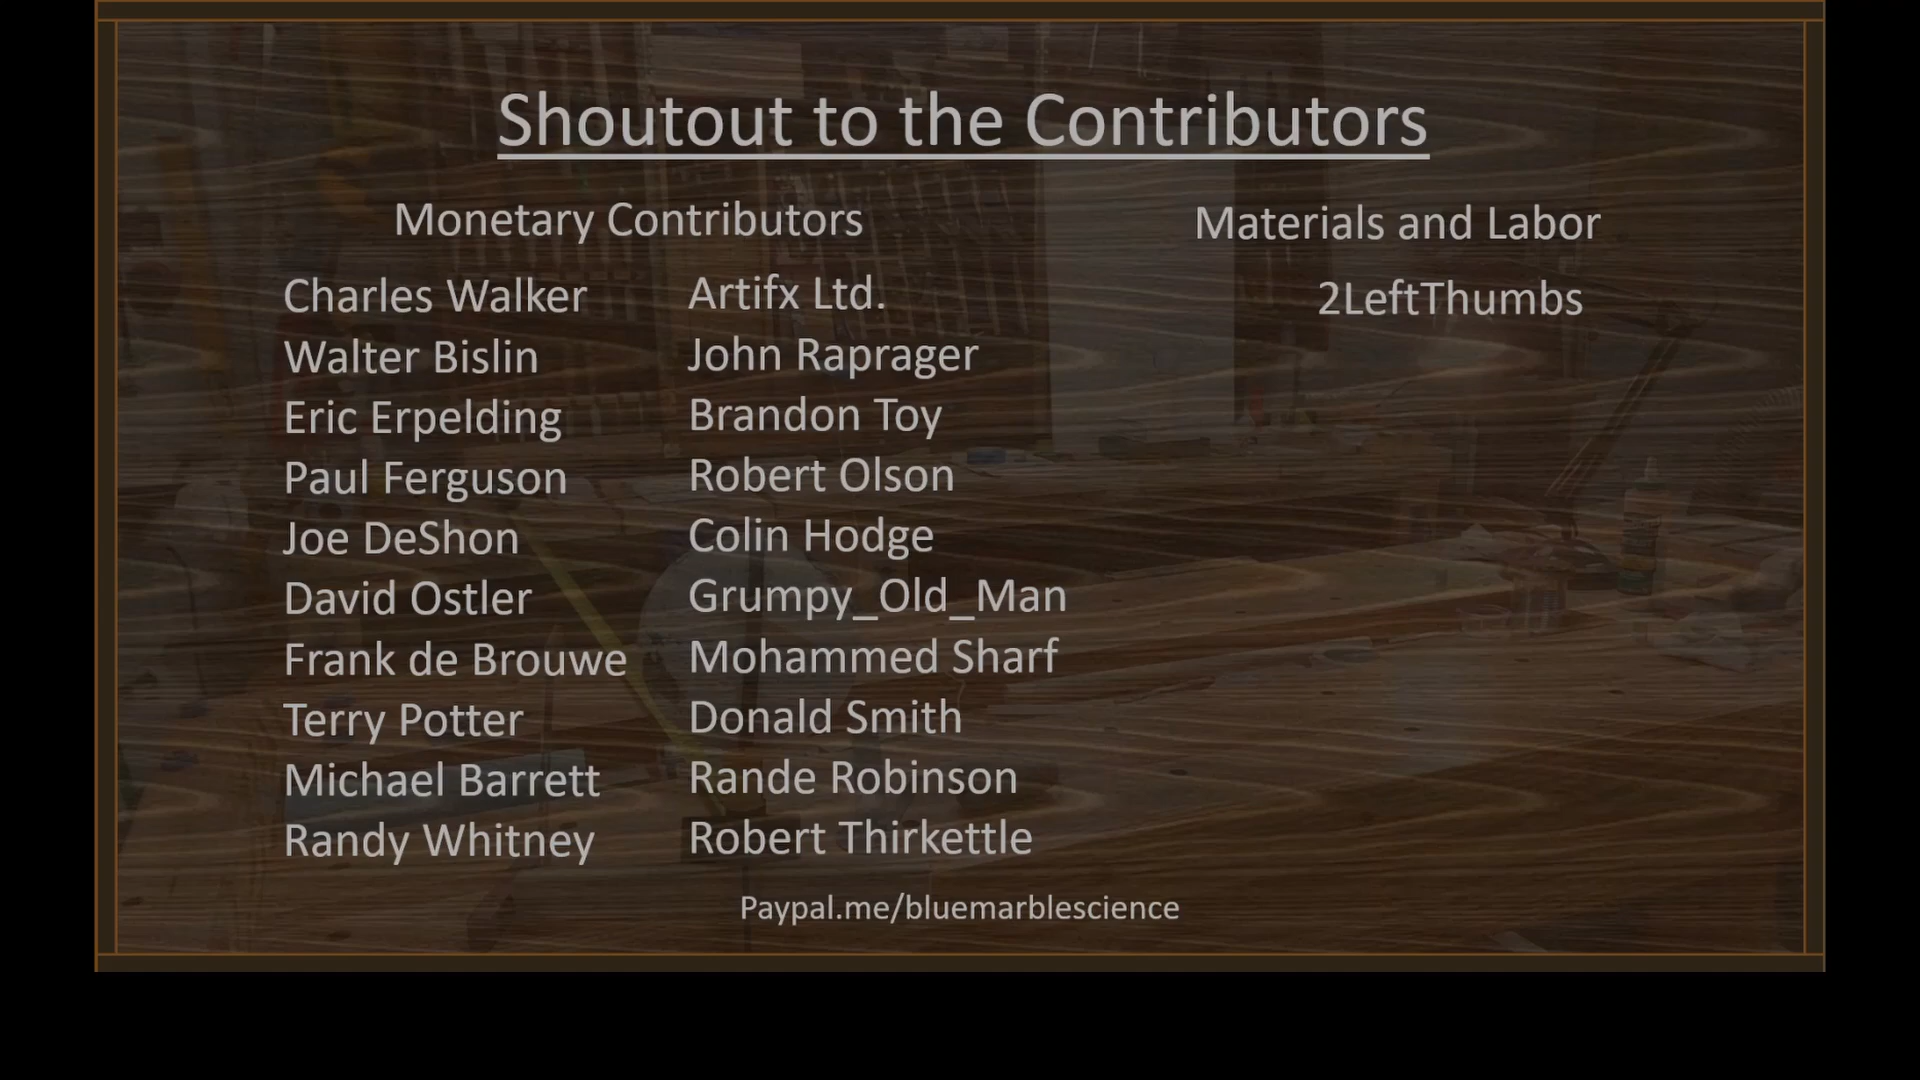 Shoutout to the Contributors
Monetary Contributors
Charles Walker
Walter Bislin
Eric Erpelding
Paul Ferguson
Joe DeShon
David Ostler
Frank de Brouwe
Terry Potter
Michael Barrett
Randy Whitney
Artifx Ltd.
John Raprager
Brandon Toy
Robert Olson
Colin Hodge
Grumpy_Old_Man
Mohammed Sharf
Donald Smith
Rande Robinson
Robert Thirkettle
Materials and Labor
2LeftThumbs
Paypal.me/bluemarblescience